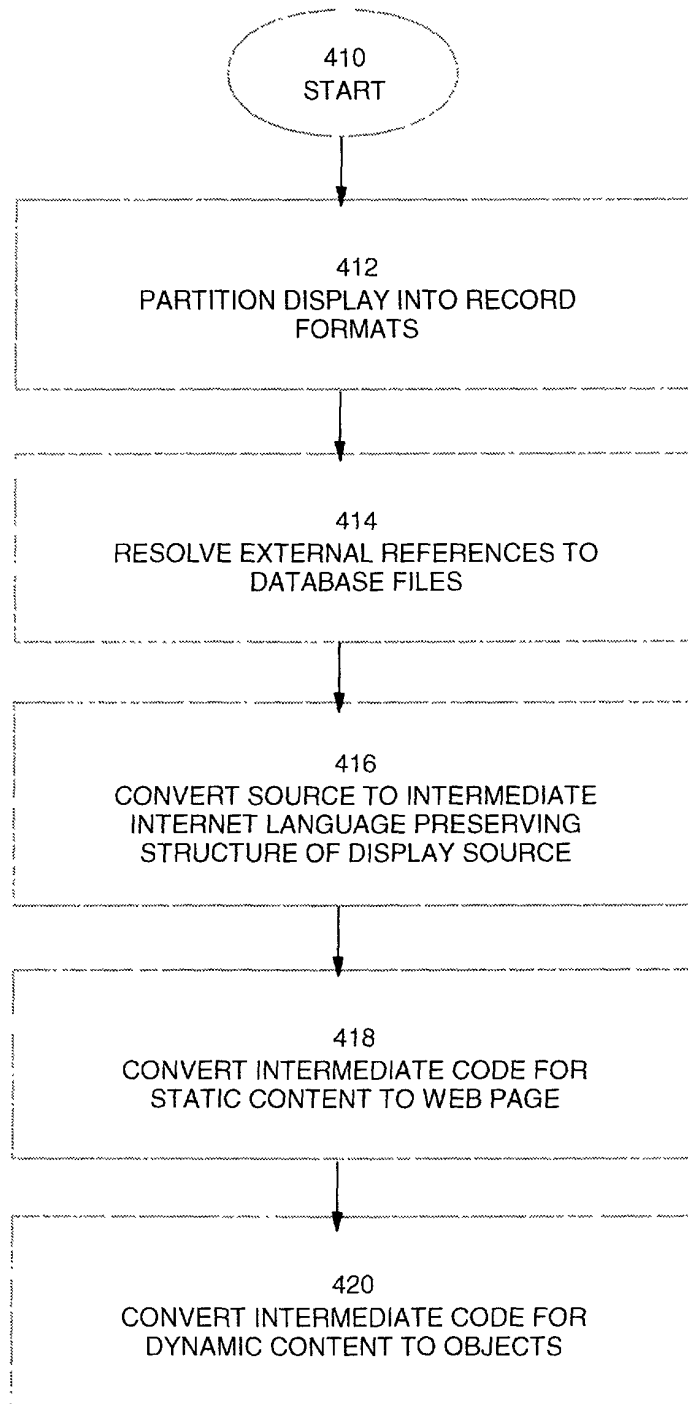 410
START
412
PARTITION DISPLAY INTO RECORD
FORMATS
414
RESOLVE EXTERNAL REFERENCES TO
DATABASE FILES
416
CONVERT SOURCE TO INTERMEDIATE
INTERNET LANGUAGE PRESERVING
STRUCTURE OF DISPLAY SOURCE
418
CONVERT INTERMEDIATE CODE FOR
STATIC CONTENT TO WEB PAGE
420
CONVERT INTERMEDIATE CODE FOR
DYNAMIC CONTENT TO OBJECTS